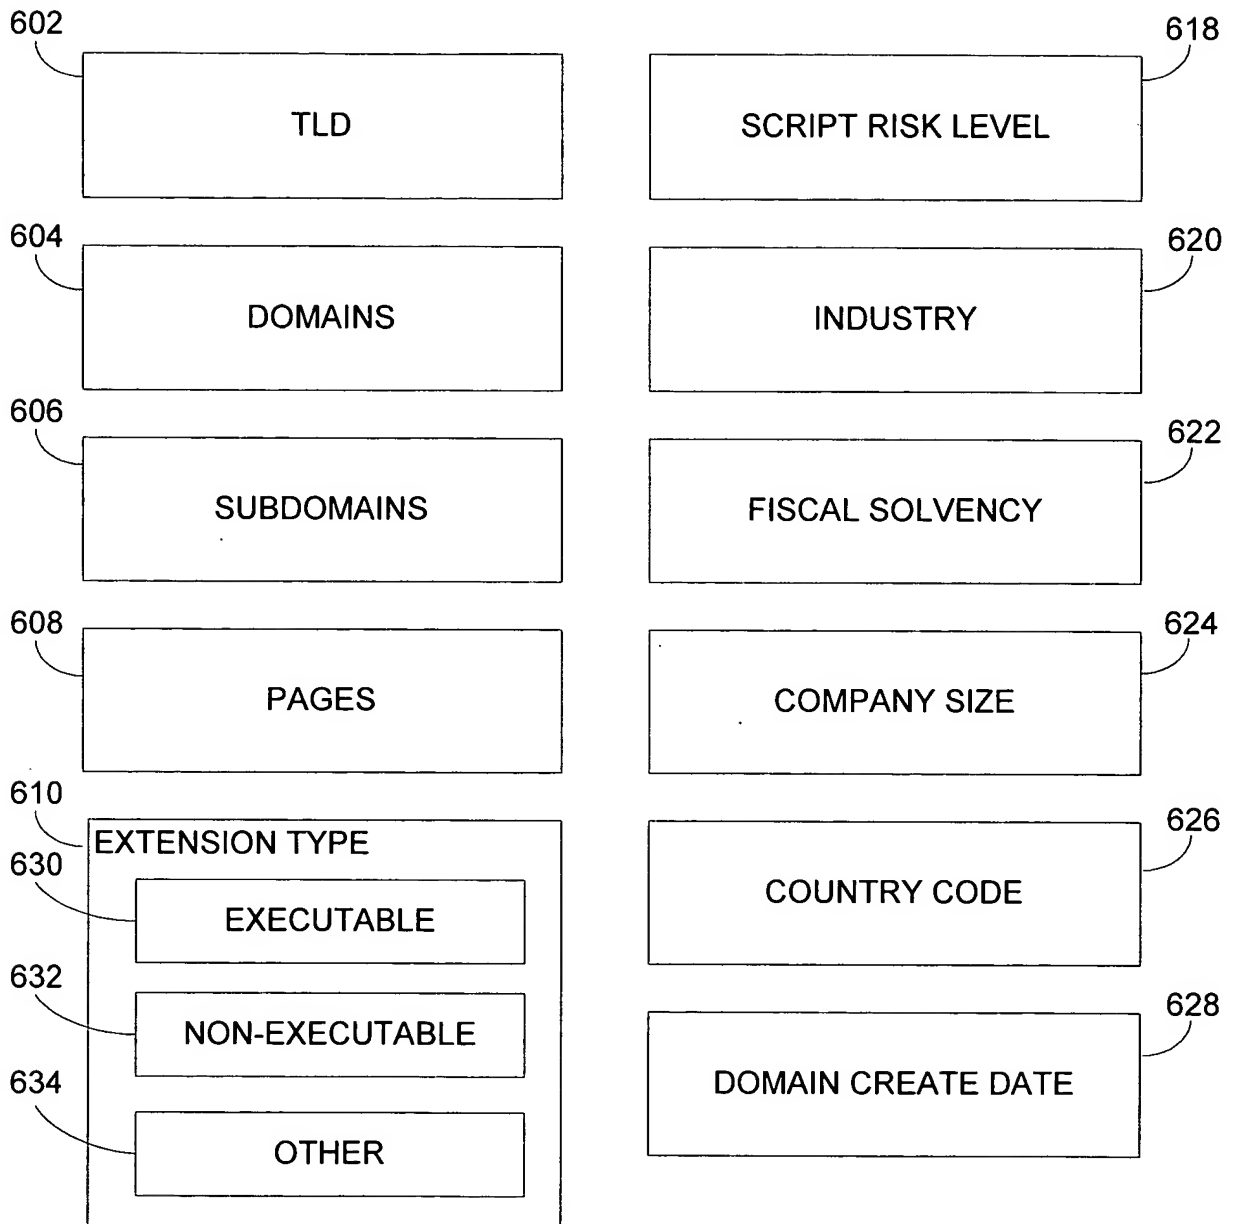 602
TLD
604
DOMAINS
606
SUBDOMAINS
608
PAGES
610
EXTENSION TYPE
630
EXECUTABLE
632
NON-EXECUTABLE
634
OTHER
618
SCRIPT RISK LEVEL
620
INDUSTRY
622
FISCAL SOLVENCY
624
COMPANY SIZE
626
COUNTRY CODE
628
DOMAIN CREATE DATE